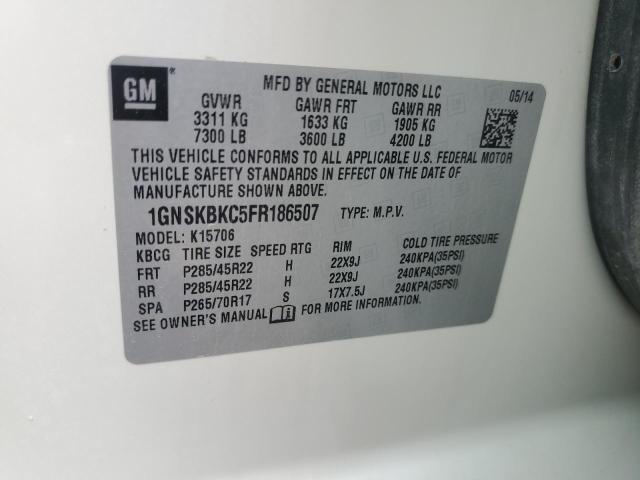 GM ®
MFD BY GENERAL MOTORS LLC
05/14
GVWR GAWR FRT GAWR RR
3311 KG 1633 KG 1905 KG
7300 LB 3600 LB 4200 LB
THIS VEHICLE CONFORMS TO ALL APPLICABLE U.S. FEDERAL MOTOR
VEHICLE SAFETY STANDARDS IN EFFECT ON THE DATE OF
MANUFACTURE SHOWN ABOVE.
1GNSKBKC5FR186507 TYPE: M.P.V.
MODEL: K15706
KBCG TIRE SIZE SPEED RTG RIM COLD TIRE PRESSURE
FRT P285/45R22 H 22X9J 240KPA(35PSI)
RR P285/45R22 H 22X9J 240KPA(35PSI)
SPA P265/70R17 S 17X7.5J 240KPA(35PSI)
SEE OWNER'S MANUAL FOR MORE INFORMATION.